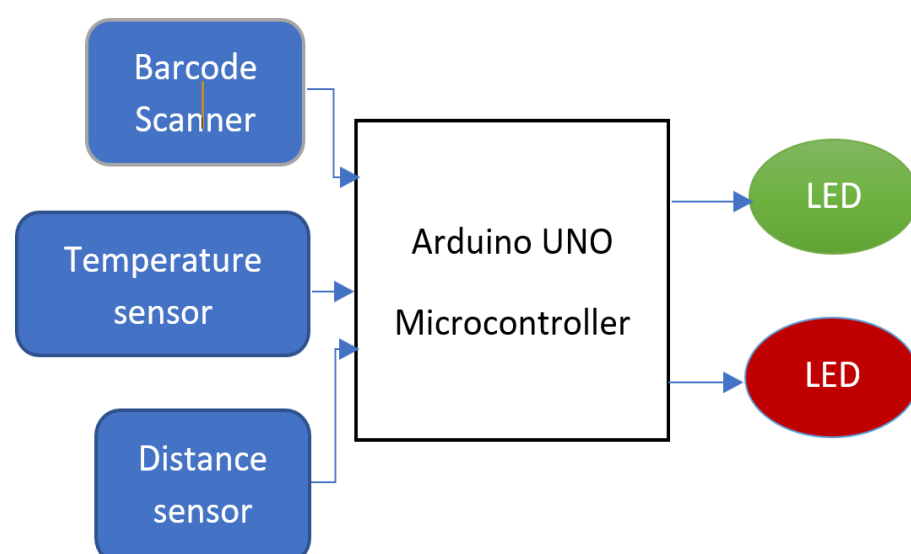 Barcode
Scanner
Temperature
sensor
Distance
sensor
Arduino UNO
Microcontroller
LED
LED